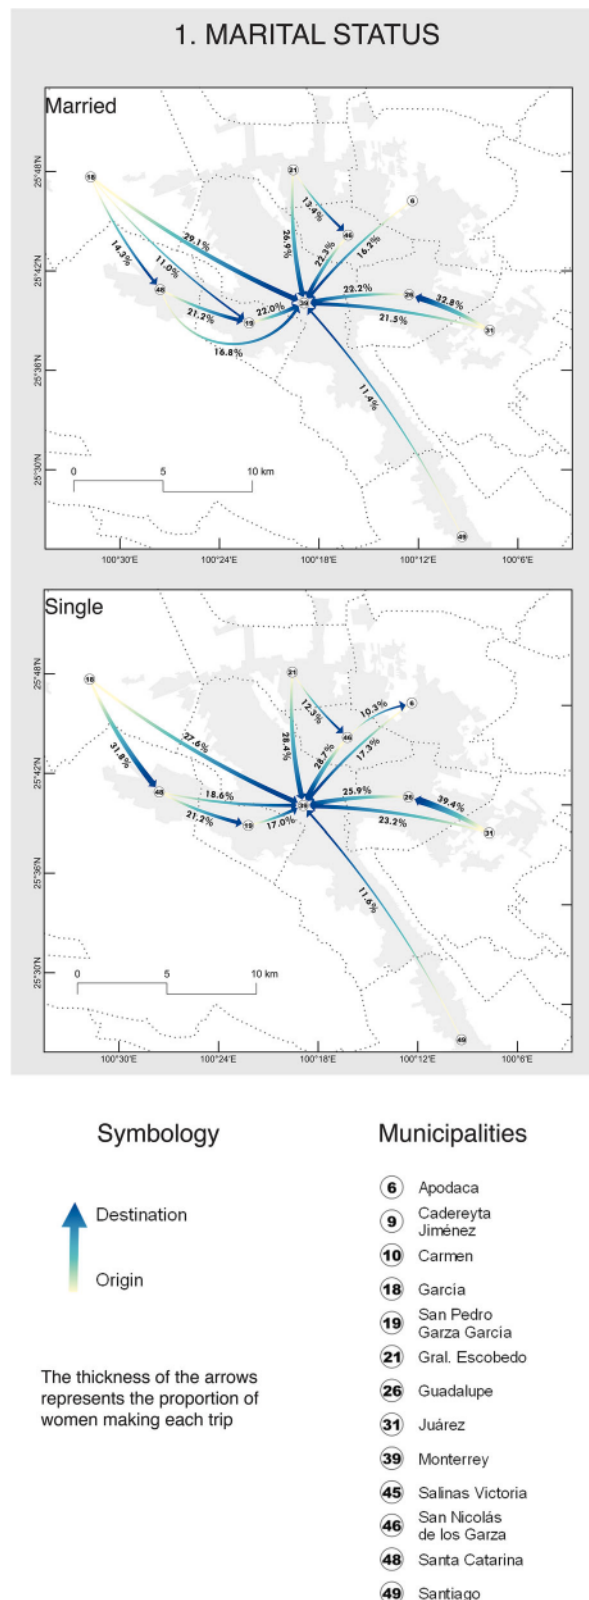 1. MARITAL STATUS
Married
25°48'N
25°42'N
25°36'N
25°30'N
18
21
6
46
48
19
39
26
31
49
29.1%
14.3%
11.0%
13.4%
26.9%
22.3%
16.2%
22.2%
32.8%
21.5%
21.2%
22.0%
16.8%
11.4%
0 5 10 km
100°30'E 100°24'E 100°18'E 100°12'E 100°6'E
Single
25°48'N
25°42'N
25°36'N
25°30'N
18
21
6
46
48
19
39
26
31
49
27.6%
31.8%
12.3%
10.3%
28.4%
28.7%
17.3%
18.6%
25.9%
39.4%
23.2%
21.2%
17.0%
11.6%
0 5 10 km
100°30'E 100°24'E 100°18'E 100°12'E 100°6'E
Symbology
Destination
Origin
The thickness of the arrows
represents the proportion of
women making each trip
Municipalities
6 Apodaca
9 Cadereyta
Jiménez
10 Carmen
18 García
19 San Pedro
Garza García
21 Gral. Escobedo
26 Guadalupe
31 Juárez
39 Monterrey
45 Salinas Victoria
46 San Nicolás
de los Garza
48 Santa Catarina
49 Santiago